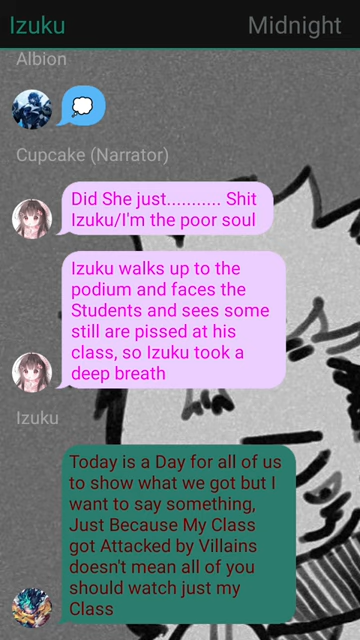 Izuku Midnight
Albion
Cupcake (Narrator)
Did She just........... Shit
Izuku/I'm the poor soul
Izuku walks up to the
podium and faces the
Students and sees some
still are pissed at his
class, so Izuku took a
deep breath
Izuku
Today is a Day for all of us
to show what we got but I
want to say something,
Just Because My Class
got Attacked by Villains
doesn't mean all of you
should watch just my
Class